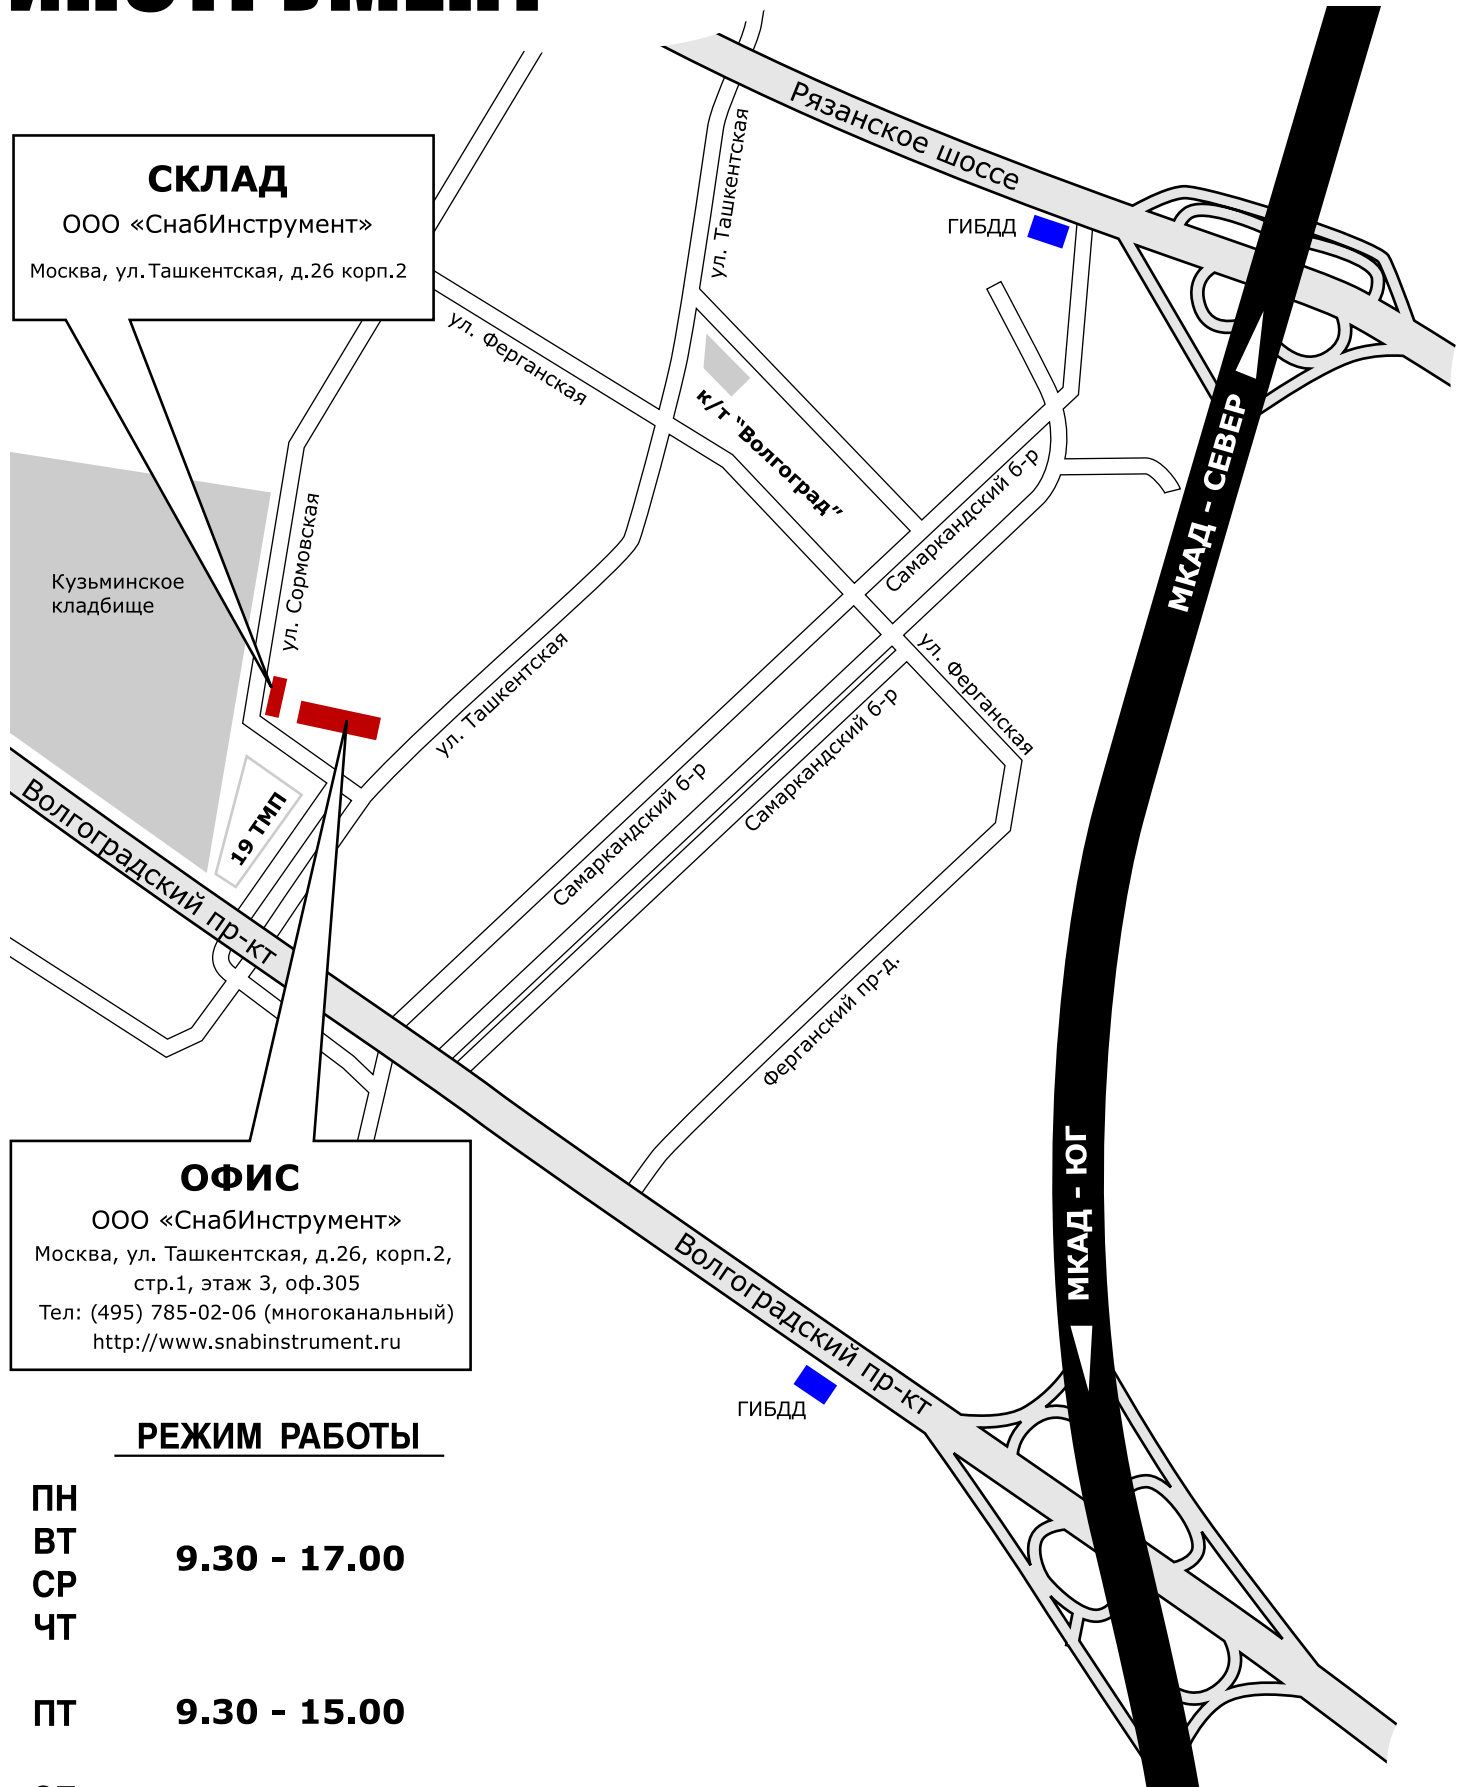 ИНСТРУМЕНТ
СКЛАД
ООО «СнабИнструмент»
Москва, ул. Ташкентская, д.26 корп.2
Рязанское шоссе
ул. Ташкентская
ГИБДД
ул. Ферганская
к/т "Волгоград"
Самаркандский б-р
МКАД - СЕВЕР
Кузьминское
кладбище
ул. Сормовская
ул. Ташкентская
ул. Ферганская
Самаркандский б-р
Самаркандский б-р
19 ТМП
Волгоградский пр-кт
Ферганский пр-д.
МКАД - ЮГ
ОФИС
ООО «СнабИнструмент»
Москва, ул. Ташкентская, д.26, корп.2,
стр.1, этаж 3, оф.305
Тел: (495) 785-02-06 (многоканальный)
http://www.snabinstrument.ru
Волгоградский пр-кт
ГИБДД
РЕЖИМ РАБОТЫ
ПН
ВТ
9.30 - 17.00
СР
ЧТ
ПТ 9.30 - 15.00